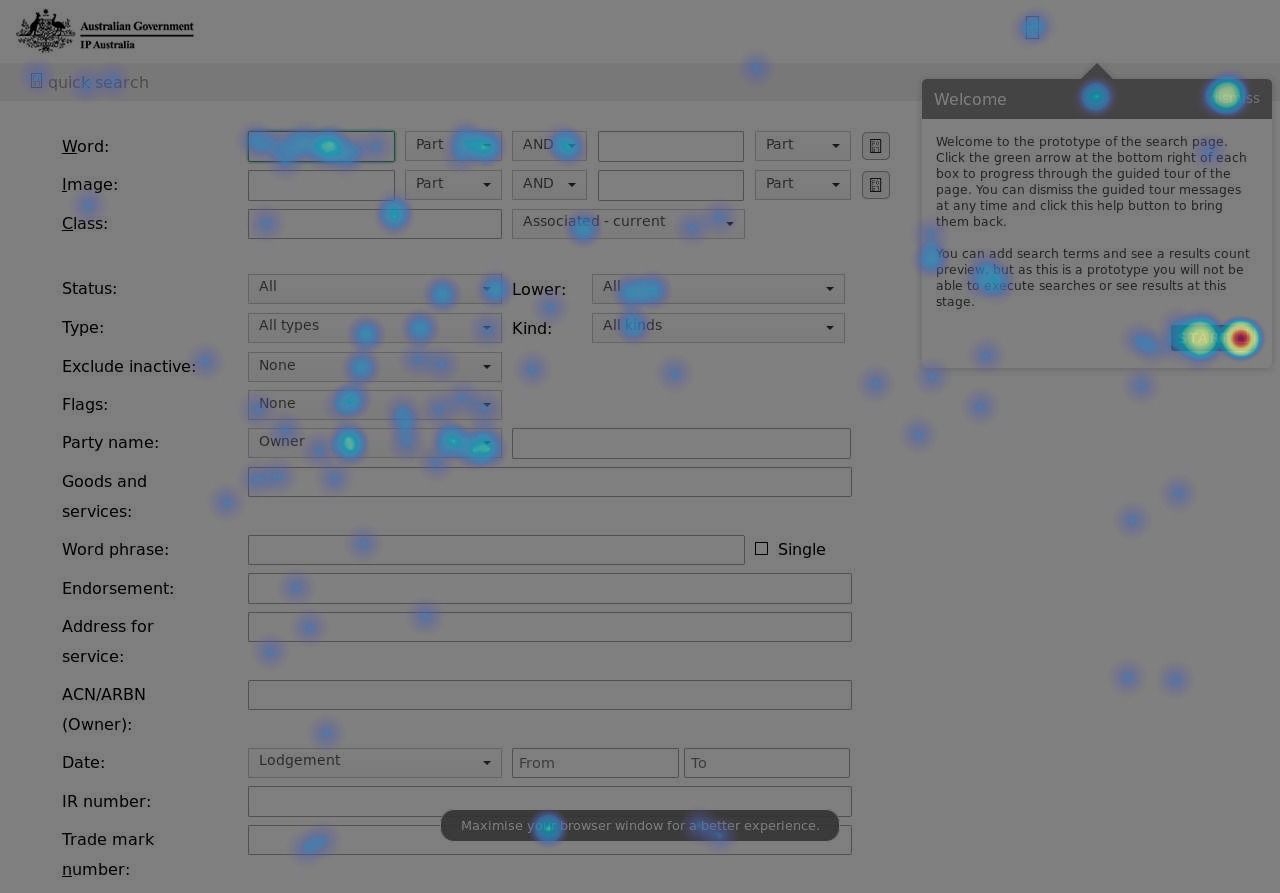 Australian Government
IP Australia
quick search
Welcome
Word:
Part
AND
Part
Image:
Part
AND
Part
Class:
Associated - current
Welcome to the prototype of the search page.
Click the green arrow at the bottom right of each
box to progress through the guided tour of the
page. You can dismiss the guided tour messages
at any time and click this help button to bring
them back.
You can add search terms and see a results count
preview, but as this is a prototype you will not be
able to execute searches or see results at this
stage.
Status:
All
Lower:
All
Type:
All types
Kind:
All kinds
Exclude inactive:
None
Flags:
None
Party name:
Owner
Goods and
services:
Word phrase:
Single
Endorsement:
Address for
service:
ACN/ARBN
(Owner):
Date:
Lodgement
From
To
IR number:
Maximise your browser window for a better experience.
Trade mark
number: